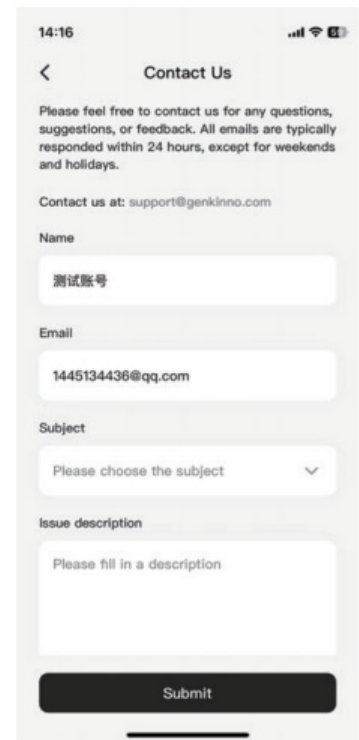 14:16
Contact Us
Please feel free to contact us for any questions,
suggestions, or feedback. All emails are typically
responded within 24 hours, except for weekends
and holidays.
Contact us at: support@genkinno.com
Name
测试账号
Email
1445134436@qq.com
Subject
Please choose the subject
Issue description
Please fill in a description
Submit